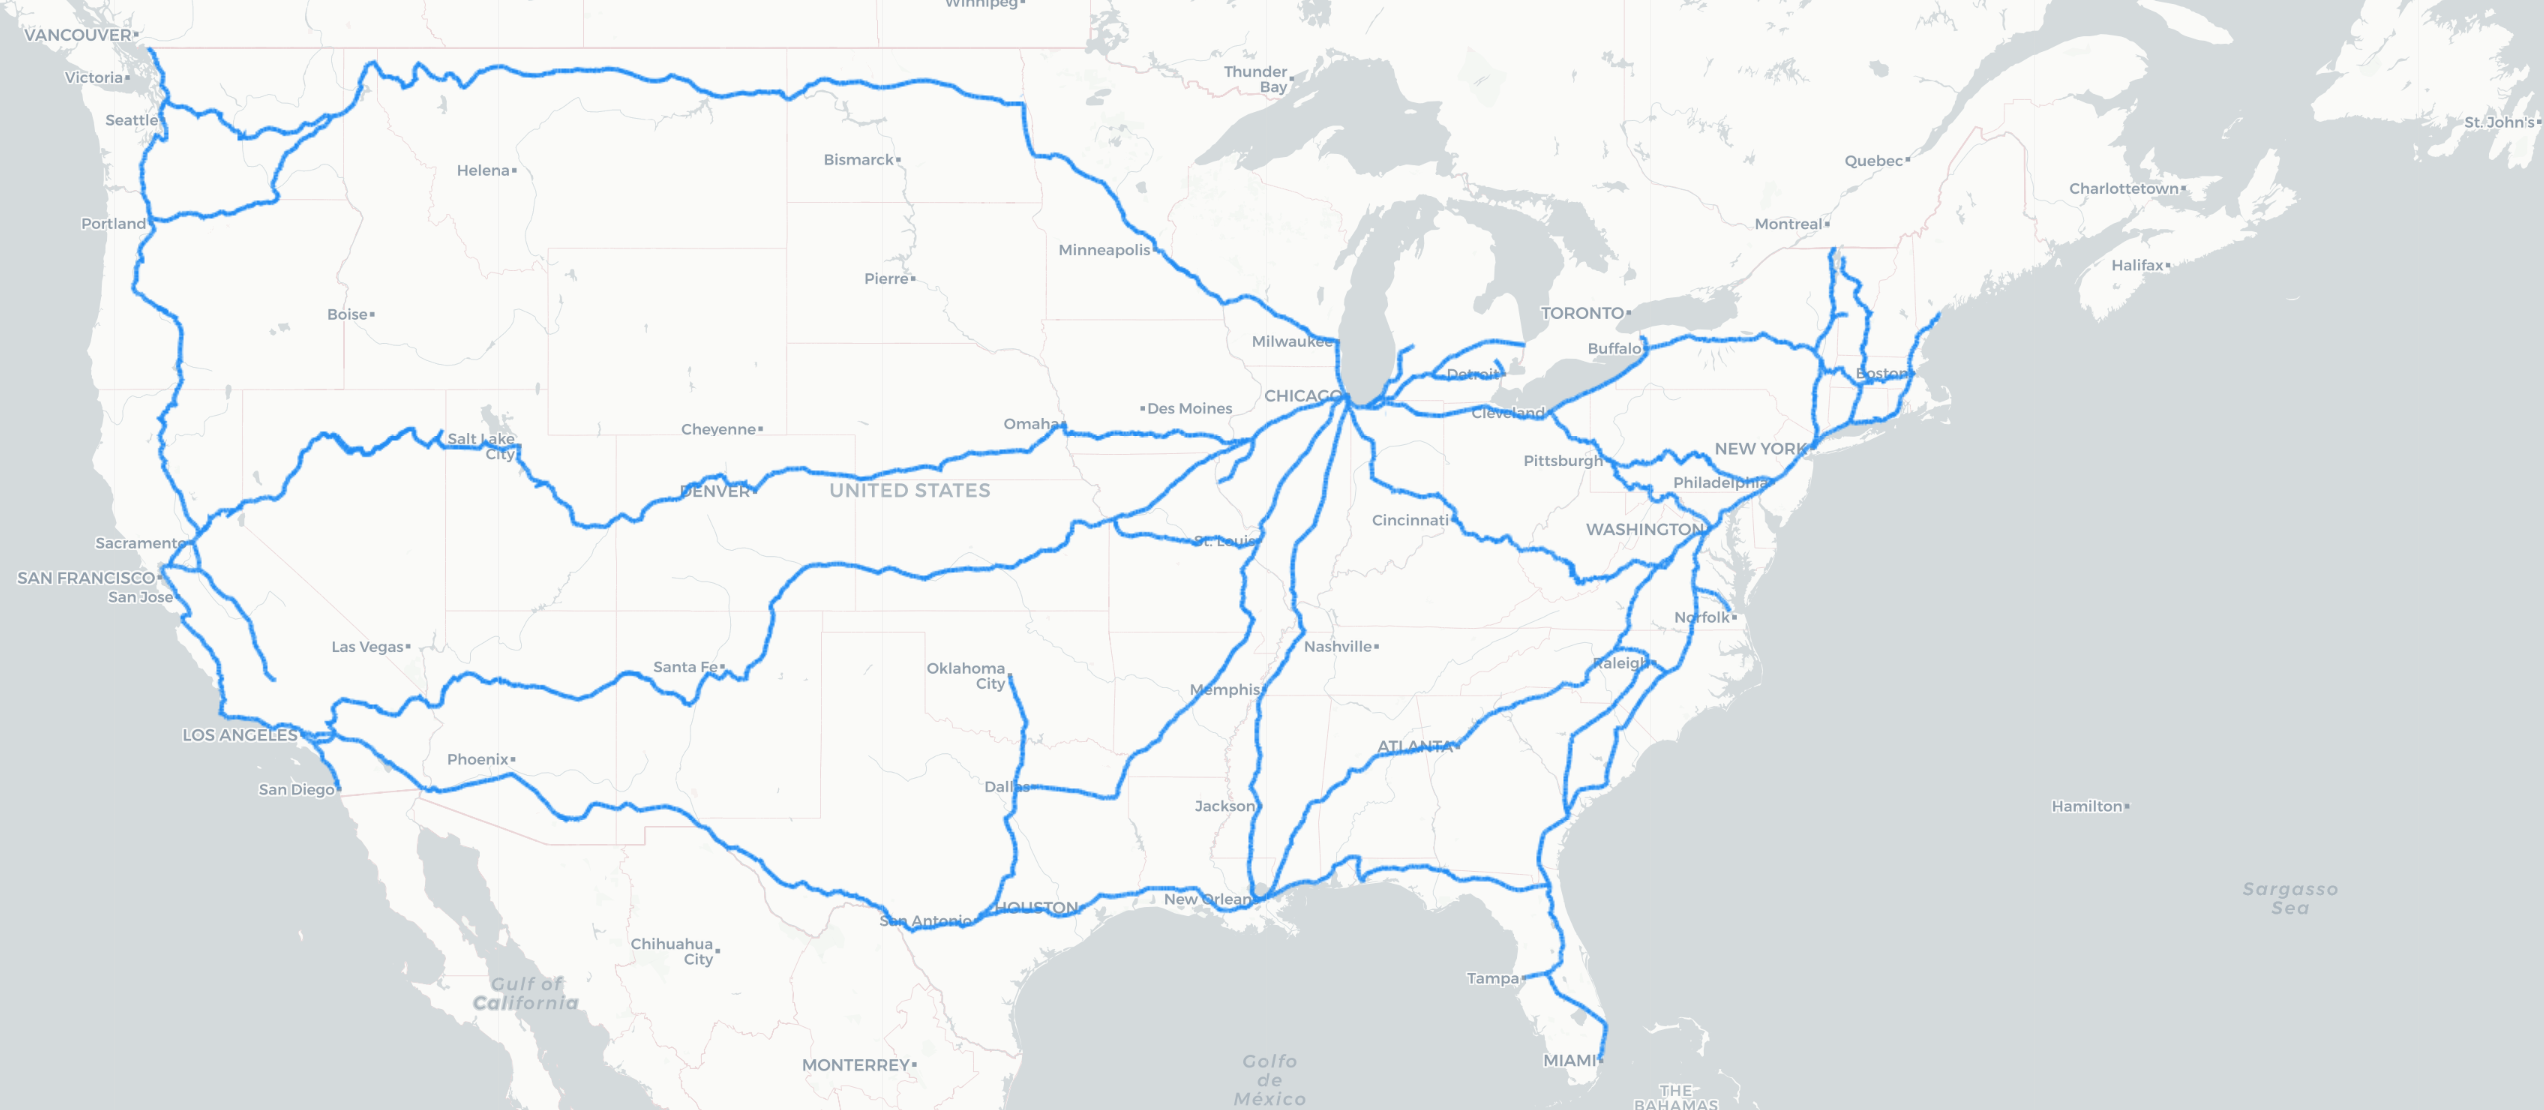 Winnipeg
VANCOUVER
Victoria
Thunder
Bay
Seattle
St. John's
Bismarck
Quebec
Helena
Charlottetown
Portland
Montreal
Minneapolis
Halifax
Pierre
TORONTO
Boise
Milwaukee
Buffalo
Detroit
Boston
CHICAGO
Des Moines
Cleveland
Omaha
Cheyenne
Salt Lake
City
NEW YORK
Pittsburgh
Philadelphia
DENVER
UNITED STATES
Cincinnati
WASHINGTON
Sacramento
St. Louis
SAN FRANCISCO
San Jose
Norfolk
Las Vegas
Nashville
Santa Fe
Oklahoma
City
Raleigh
Memphis
LOS ANGELES
ATLANTA
Phoenix
San Diego
Dallas
Jackson
Hamilton
Sargasso
Sea
New Orleans
HOUSTON
San Antonio
Chihuahua
City
Tampa
Gulf of
California
MIAMI
MONTERREY
Golfo
de
México
THE
BAHAMAS